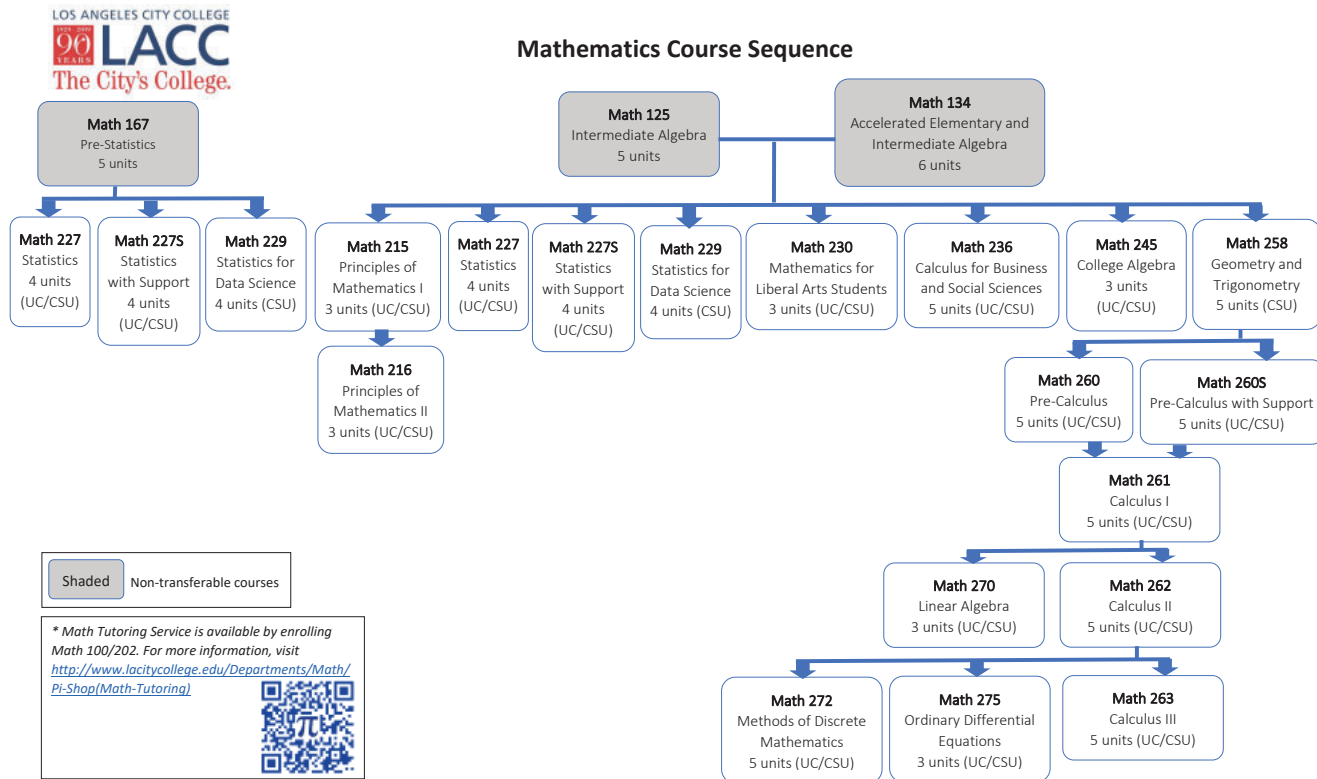 LOS ANGELES CITY COLLEGE
1929 2019
90
YEARS
LACC
The City's College.
Mathematics Course Sequence
Math 167
Pre-Statistics
5 units
Math 125
Intermediate Algebra
5 units
Math 134
Accelerated Elementary and
Intermediate Algebra
6 units
Math 227
Statistics
4 units
(UC/CSU)
Math 227S
Statistics
with Support
4 units
(UC/CSU)
Math 229
Statistics for
Data Science
4 units (CSU)
Math 215
Principles of
Mathematics I
3 units (UC/CSU)
Math 227
Statistics
4 units
(UC/CSU)
Math 227S
Statistics
with Support
4 units
(UC/CSU)
Math 229
Statistics for
Data Science
4 units (CSU)
Math 230
Mathematics for
Liberal Arts Students
3 units (UC/CSU)
Math 236
Calculus for Business
and Social Sciences
5 units (UC/CSU)
Math 245
College Algebra
3 units
(UC/CSU)
Math 258
Geometry and
Trigonometry
5 units (CSU)
Math 216
Principles of
Mathematics II
3 units (UC/CSU)
Math 260
Pre-Calculus
5 units (UC/CSU)
Math 260S
Pre-Calculus with Support
5 units (UC/CSU)
Math 261
Calculus I
5 units (UC/CSU)
Math 270
Linear Algebra
3 units (UC/CSU)
Math 262
Calculus II
5 units (UC/CSU)
Math 272
Methods of Discrete
Mathematics
5 units (UC/CSU)
Math 275
Ordinary Differential
Equations
3 units (UC/CSU)
Math 263
Calculus III
5 units (UC/CSU)
Shaded
Non-transferable courses
* Math Tutoring Service is available by enrolling
Math 100/202. For more information, visit
http://www.lacitycollege.edu/Departments/Math/
Pi-Shop(Math-Tutoring)
π